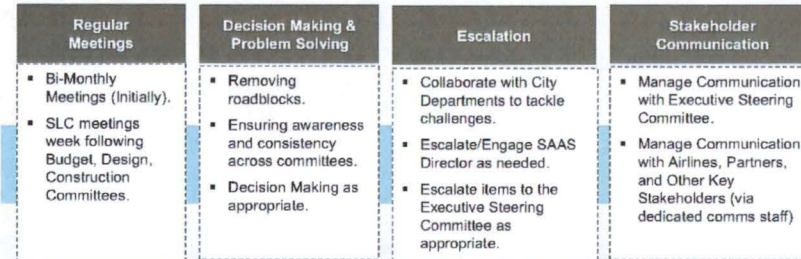 Regular
Meetings
▪ Bi-Monthly
Meetings (Initially).
▪ SLC meetings
week following
Budget, Design,
Construction
Committees.
Decision Making &
Problem Solving
▪ Removing
roadblocks.
▪ Ensuring awareness
and consistency
across committees.
▪ Decision Making as
appropriate.
Escalation
▪ Collaborate with City
Departments to tackle
challenges.
▪ Escalate/Engage SAAS
Director as needed.
▪ Escalate items to the
Executive Steering
Committee as
appropriate.
Stakeholder
Communication
▪ Manage Communication
with Executive Steering
Committee.
▪ Manage Communication
with Airlines, Partners,
and Other Key
Stakeholders (via
dedicated comms staff)